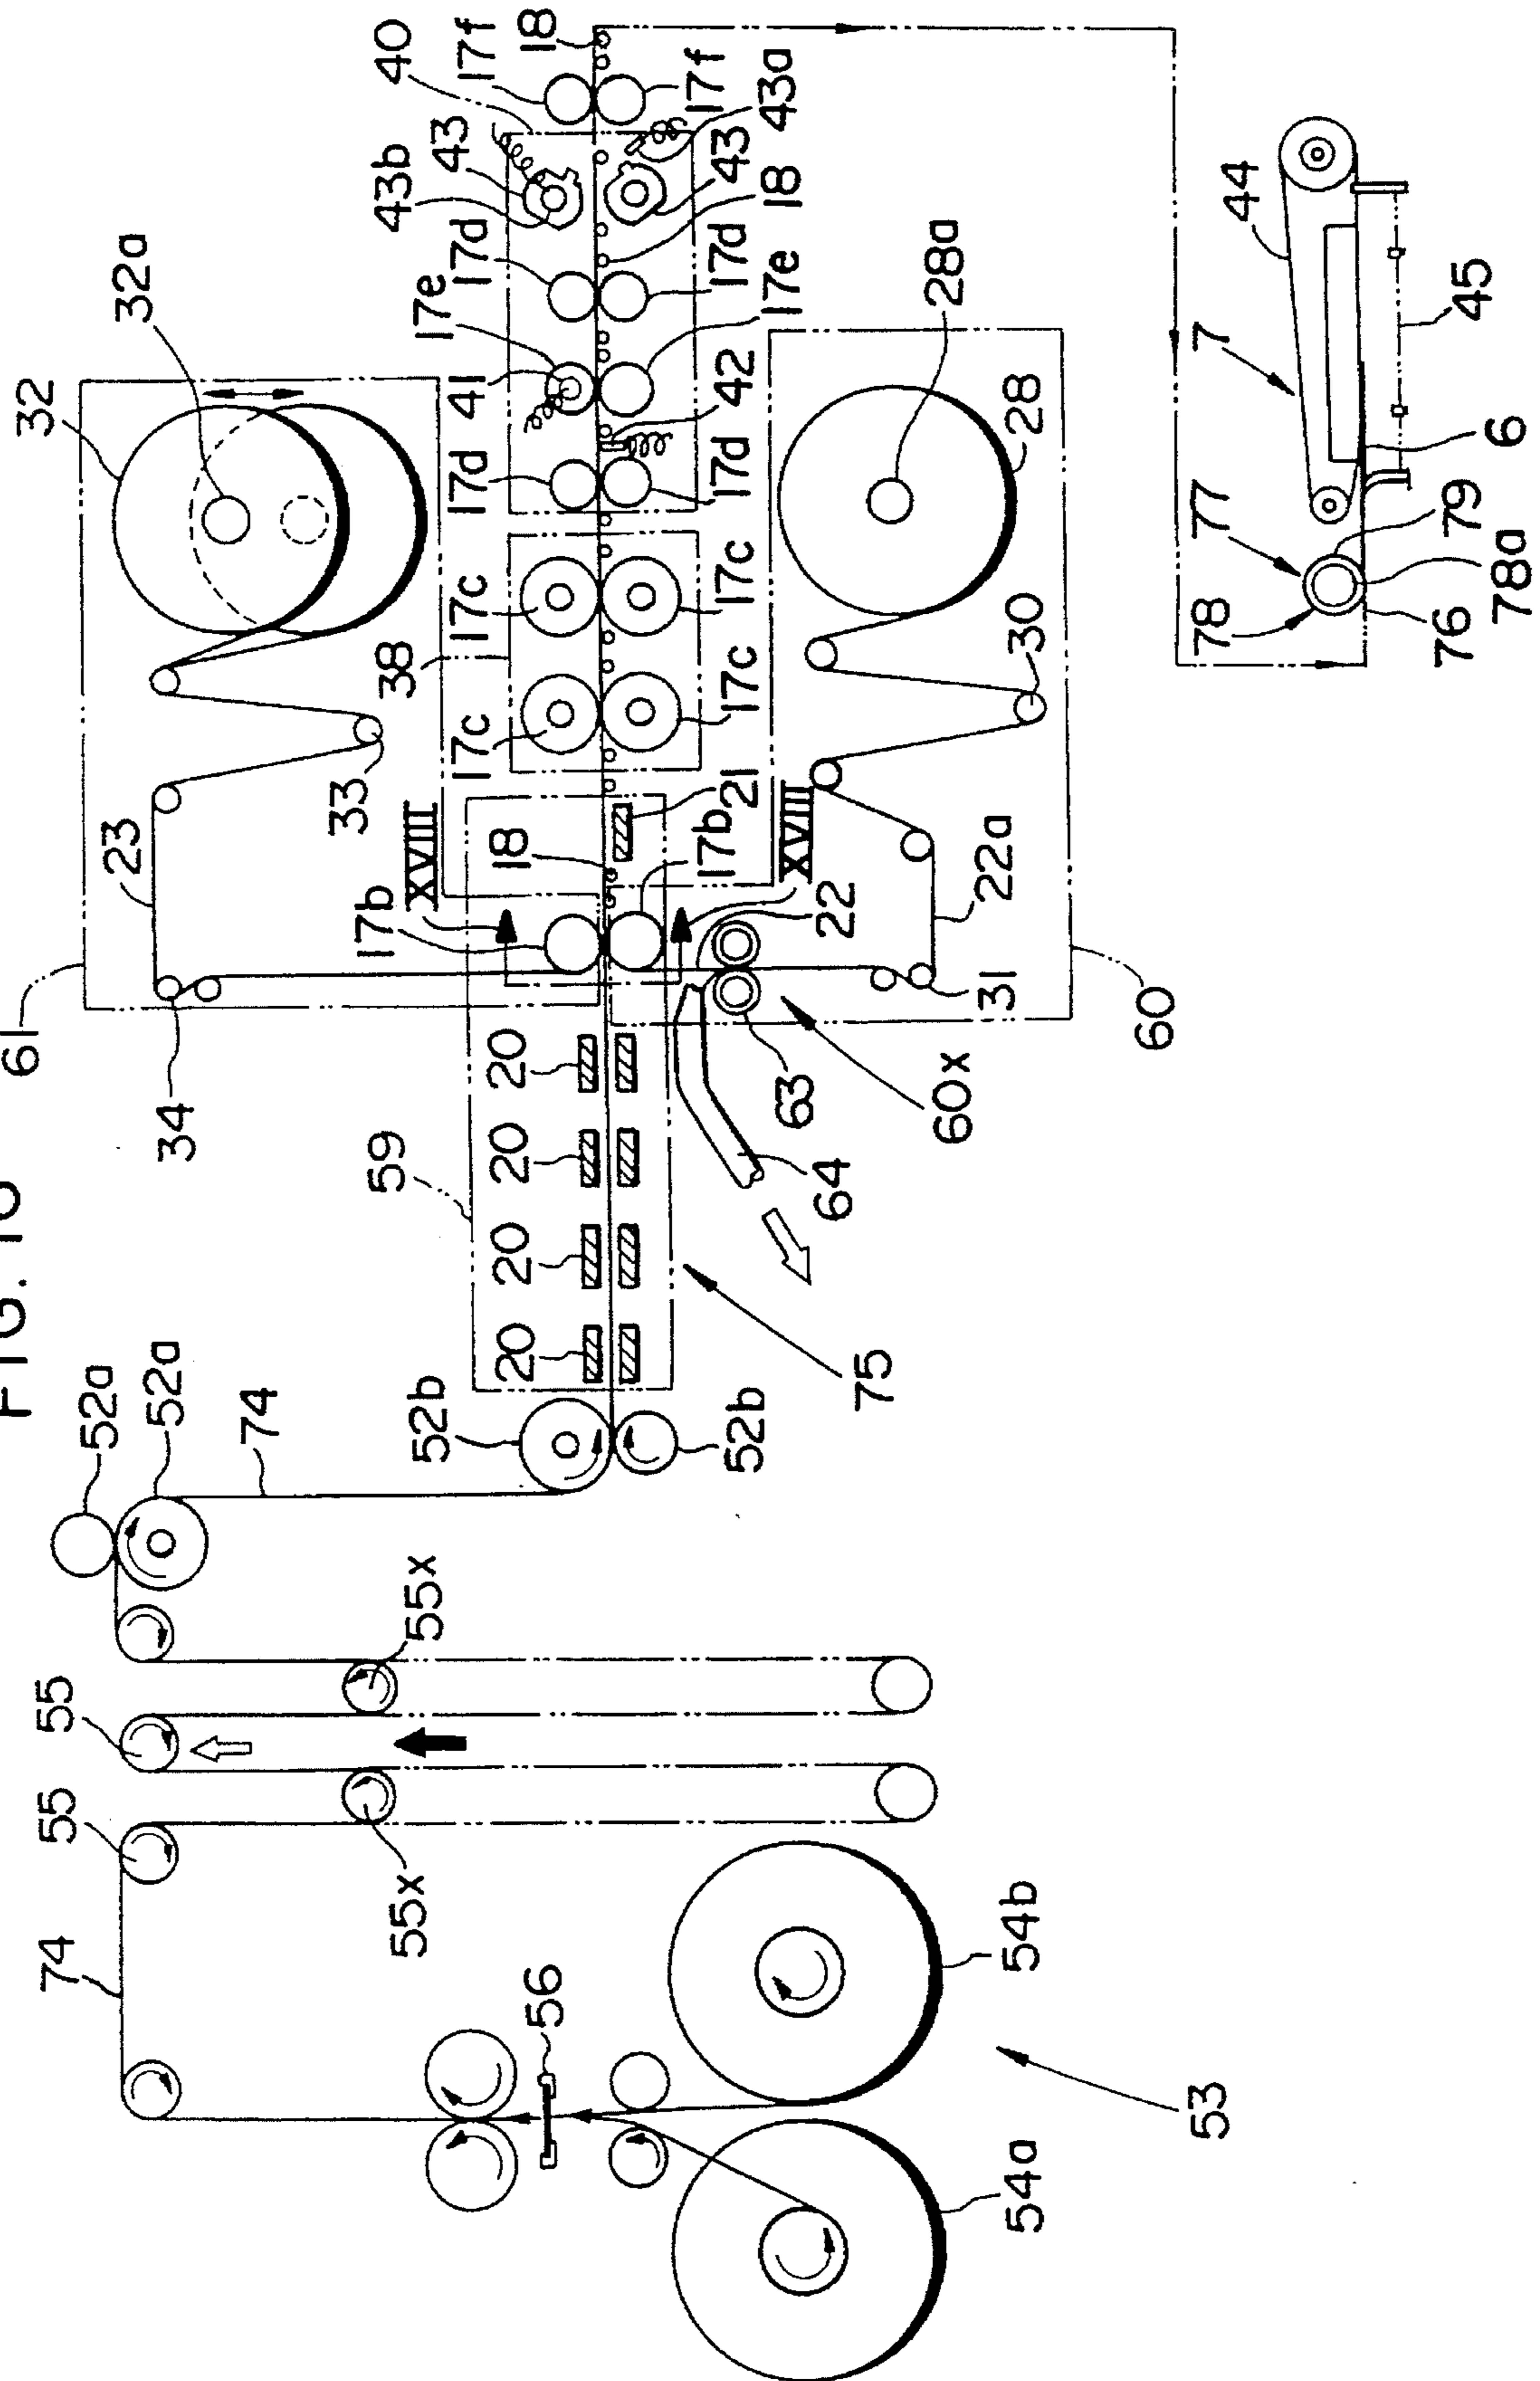 FIG.
61
34
23
33
32
32a
74
55
55
55x
55x
52a
52a
74
56
54a
54b
53
52b
52b
59
20
20
20
20
75
64
63
60x
17b
XVIII
18
17b
21
XVIII
22
22a
31
60
38
17c
17c
17c
17c
17d
41
17e
17d
43b
43
40
17f
18
17d
42
17e
17d
18
43
43a
17f
30
28
28a
77
78
76
78a
79
6
7
44
45